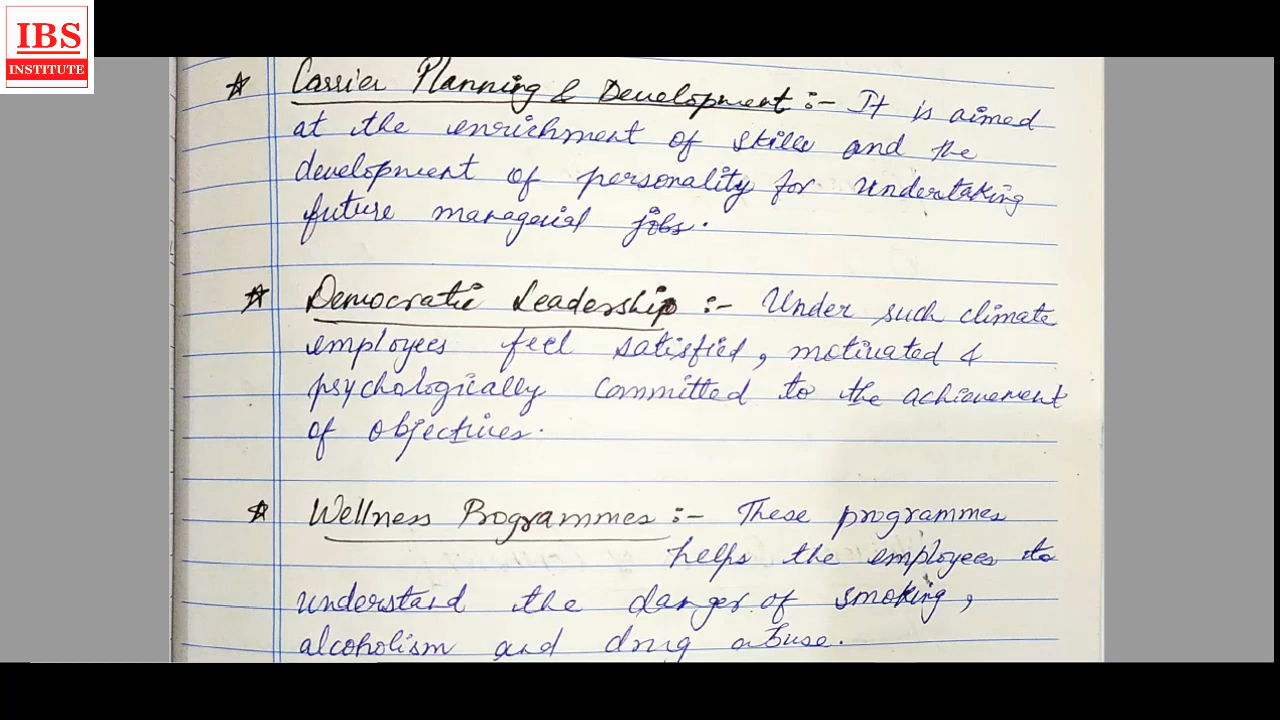 IBS
INSTITUTE
☆ Carrier Planning & Development :- It is aimed
at the enrichment of skills and the
development of personality for undertaking
future managerial jobs.
☆ Democratic Leadership :- Under such climate
employees feel satisfied, motivated &
psychologically committed to the achievement
of objectives.
☆ Wellness Programmes :- These programmes
helps the employees to
understand the danger of smoking,
alcoholism and drug abuse.